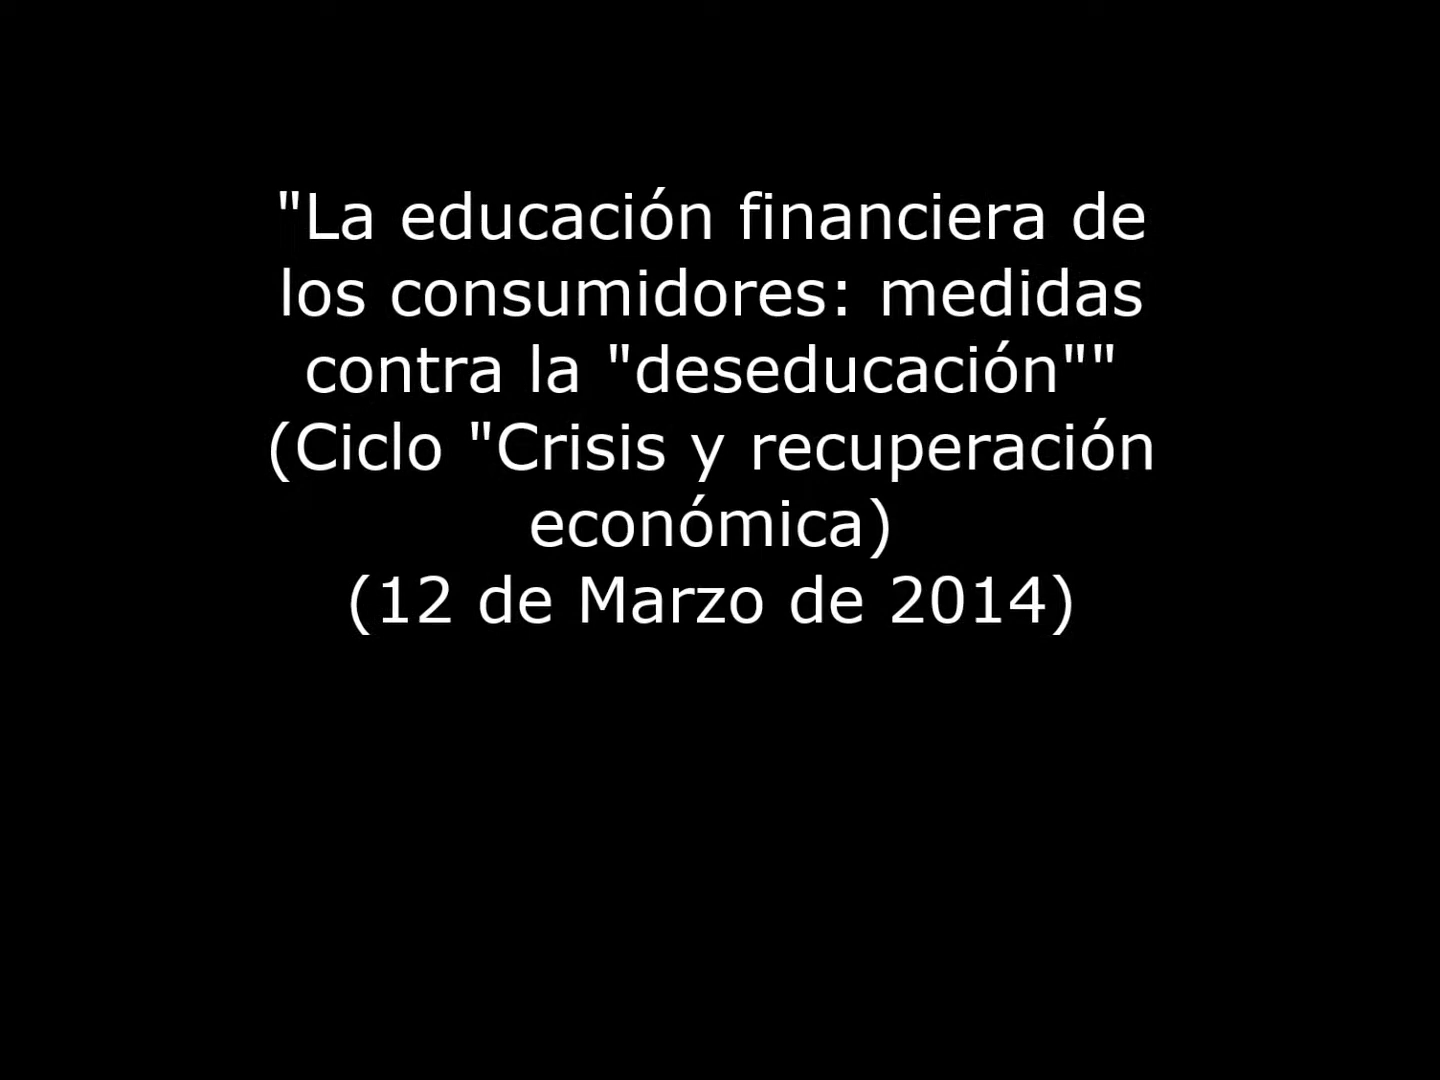 "La educación financiera de
los consumidores: medidas
contra la "deseducación""
(Ciclo "Crisis y recuperación
económica)
(12 de Marzo de 2014)